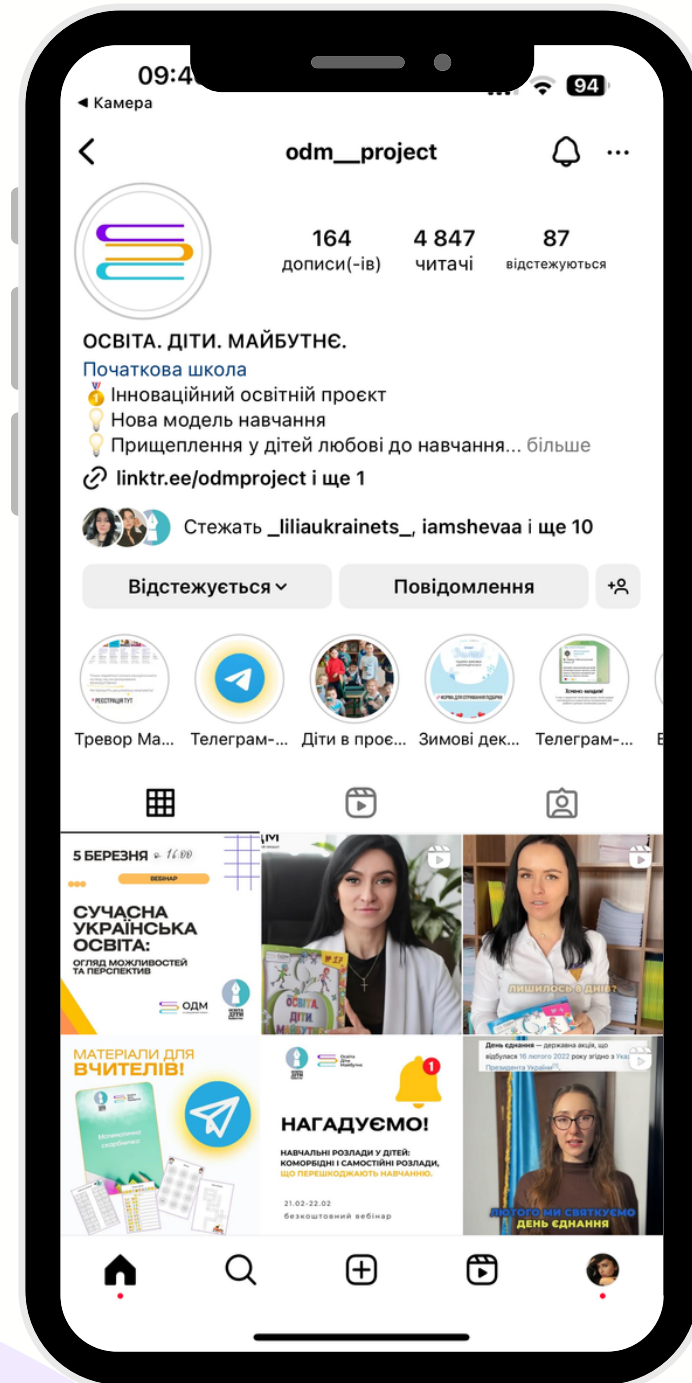 09:4
94
◀ Камера
odm__project
164
4 847
87
дописи(-ів)
читачі
відстежуються
ОСВІТА. ДІТИ. МАЙБУТНЄ.
Початкова школа
🥇 Інноваційний освітній проєкт
💡 Нова модель навчання
💡 Прищеплення у дітей любові до навчання... більше
linktr.ee/odmproject і ще 1
Стежать _liliaukrainets_, iamshevaa і ще 10
Відстежується
Повідомлення
РЕЄСТРАЦІЯ ТУТ
Тревор Ма...
Телеграм-...
Діти в проє...
Зимові дек...
Телеграм-...
5 БЕРЕЗНЯ о 16:00
ВЕБІНАР
СУЧАСНА
УКРАЇНСЬКА
ОСВІТА:
ОГЛЯД МОЖЛИВОСТЕЙ
ТА ПЕРСПЕКТИВ
ОДМ
ОСВІТА
ДІТИ
МАЙБУТНЄ
ЛИШИЛОСЬ 8 ДНІВ?
МАТЕРІАЛИ ДЛЯ
ВЧИТЕЛІВ!
Освіта
Діти
Майбутнє
1
НАГАДУЄМО!
НАВЧАЛЬНІ РОЗЛАДИ У ДІТЕЙ:
КОМОРБІДНІ І САМОСТІЙНІ РОЗЛАДИ,
ЩО ПЕРЕШКОДЖАЮТЬ НАВЧАННЮ.
21.02-22.02
безкоштовний вебінар
День єднання — державна акція, що
відбулася 16 лютого 2022 року згідно з Ука
Президента України
ЛЮТОГО МИ СВЯТКУЄМО
ДЕНЬ ЄДНАННЯ